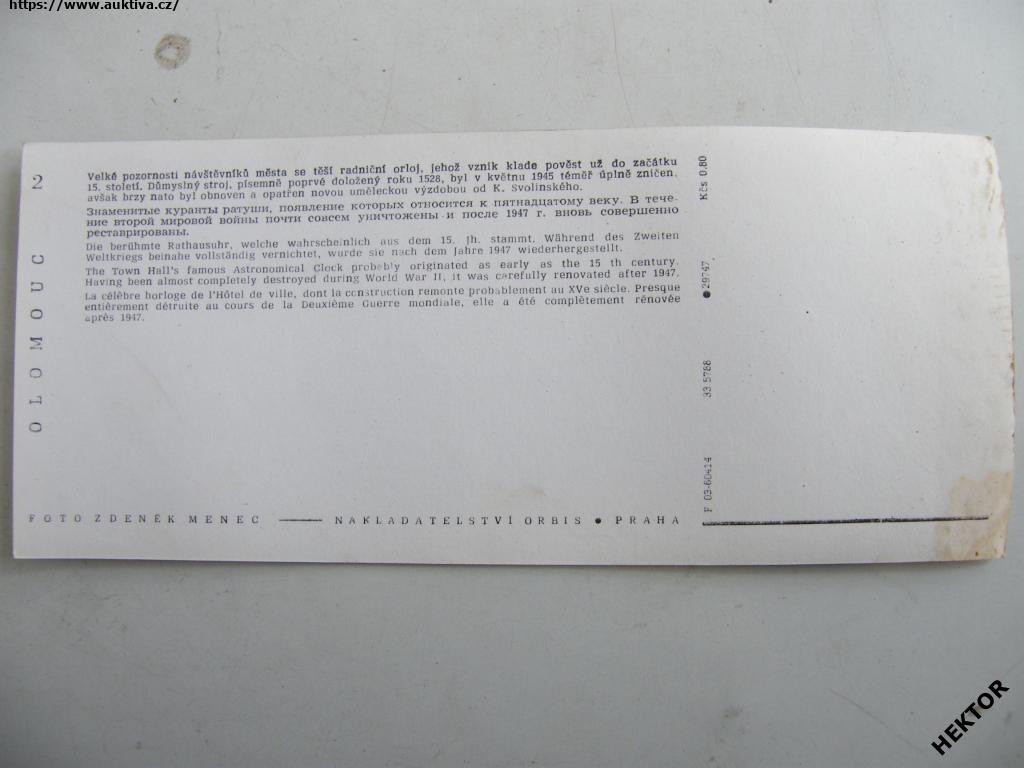 https://www.auktiva.cz/
2
OLOMOUC
Velké pozornosti návštěvníků města se těší radniční orloj, jehož vznik klade pověst už do začátku
15. století. Důmyslný stroj, písemně poprvé doložený roku 1528, byl v květnu 1945 téměř úplně zničen,
avšak brzy nato byl obnoven a opatřen novou uměleckou výzdobou od K. Svolinského.
Знаменитые куранты ратуши, появление которых относится к пятнадцатому веку. В тече-
ние второй мировой войны почти совсем уничтожены и после 1947 г. вновь совершенно
реставрированы.
Die berühmte Rathausuhr, welche wahrscheinlich aus dem 15. Jh. stammt. Während des Zweiten
Weltkriegs beinahe vollständig vernichtet, wurde sie nach dem Jahre 1947 wiederhergestellt.
The Town Hall's famous Astronomical Clock probebly originated as early as the 15 th century.
Having been almost completely destroyed during World War II, it was carefully renovated after 1947.
La célèbre horloge de l'Hôtel de ville, dont la construction remonte probablement au XVe siècle. Presque
entièrement détruite au cours de la Deuxième Guerre mondiale, elle a été complètement rénovée
après 1947.
FOTO ZDENĚK MENEC — NAKLADATELSTVÍ ORBIS • PRAHA
F 03-60414 33 5788 ●29747 Kčs 0.80
HEKTOR